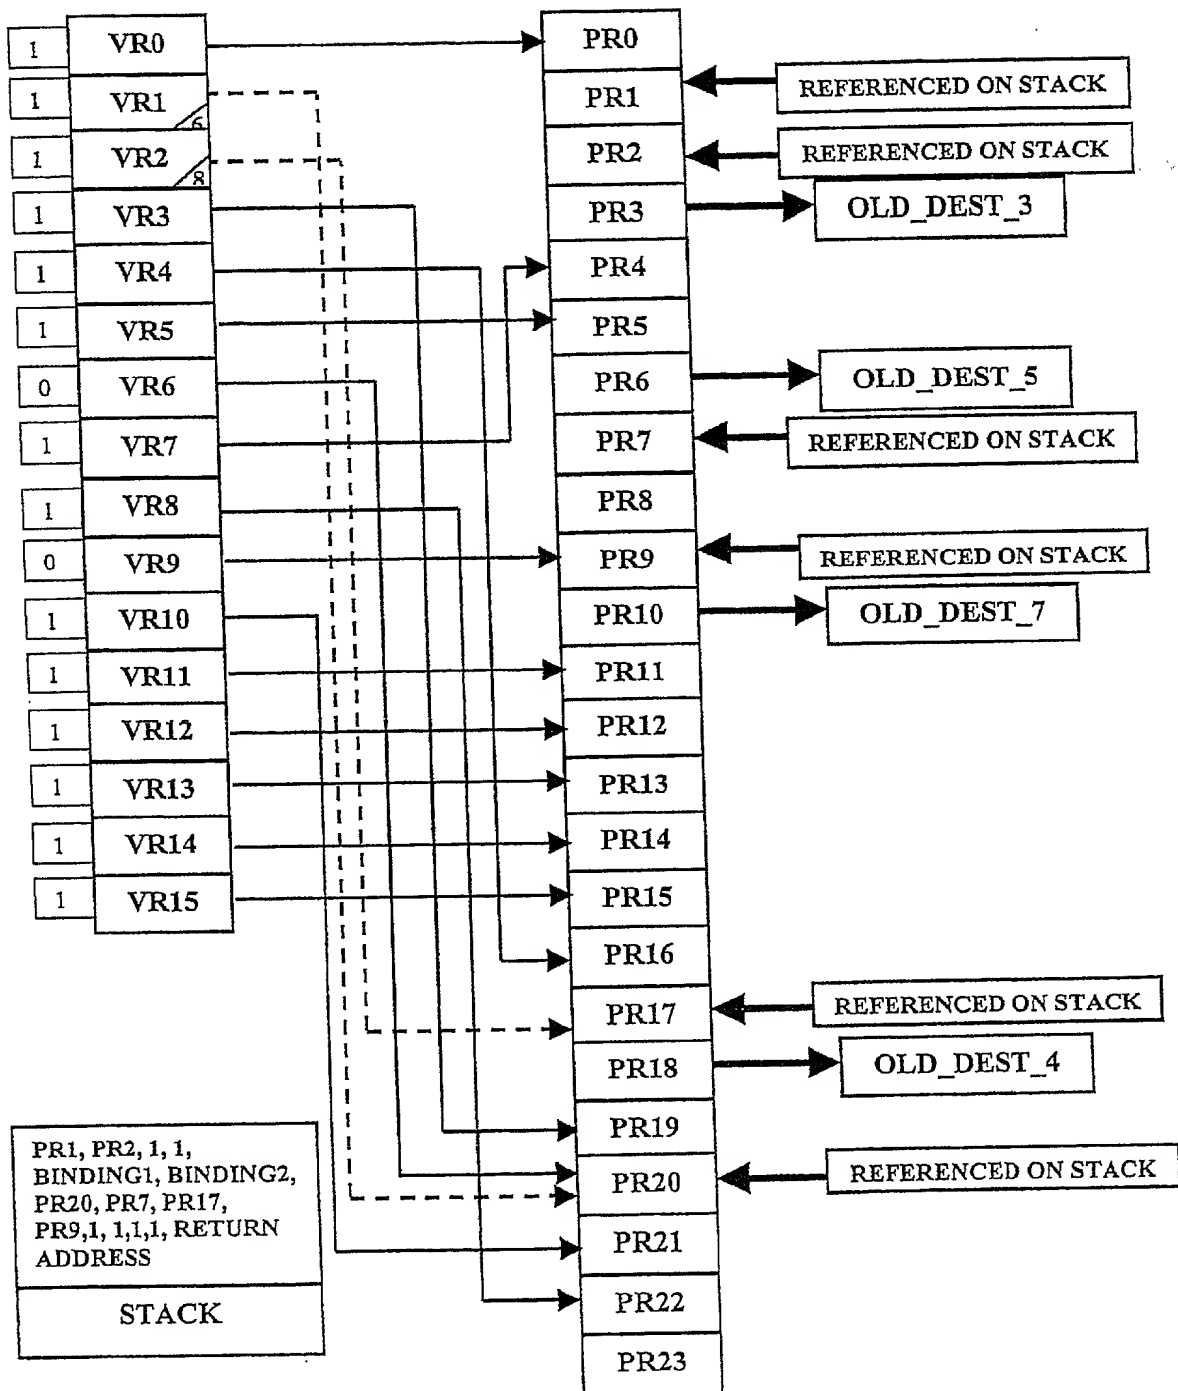 1 VR0 PR0
1 VR1 6 PR1 REFERENCED ON STACK
1 VR2 8 PR2 REFERENCED ON STACK
1 VR3 PR3 OLD_DEST_3
1 VR4 PR4
1 VR5 PR5
0 VR6 PR6 OLD_DEST_5
1 VR7 PR7 REFERENCED ON STACK
1 VR8 PR8
0 VR9 PR9 REFERENCED ON STACK
1 VR10 PR10 OLD_DEST_7
1 VR11 PR11
1 VR12 PR12
1 VR13 PR13
1 VR14 PR14
1 VR15 PR15
PR16
PR17 REFERENCED ON STACK
PR18 OLD_DEST_4
PR19
PR20 REFERENCED ON STACK
PR21
PR22
PR23
PR1, PR2, 1, 1,
BINDING1, BINDING2,
PR20, PR7, PR17,
PR9,1, 1,1,1, RETURN
ADDRESS
STACK